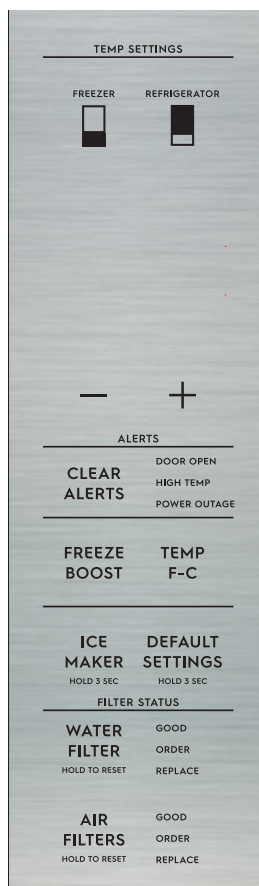 TEMP SETTINGS
FREEZER REFRIGERATOR
− +
ALERTS
CLEAR
ALERTS
DOOR OPEN
HIGH TEMP
POWER OUTAGE
FREEZE
BOOST
TEMP
F-C
ICE
MAKER
HOLD 3 SEC
DEFAULT
SETTINGS
HOLD 3 SEC
FILTER STATUS
WATER
FILTER
HOLD TO RESET
GOOD
ORDER
REPLACE
AIR
FILTERS
HOLD TO RESET
GOOD
ORDER
REPLACE